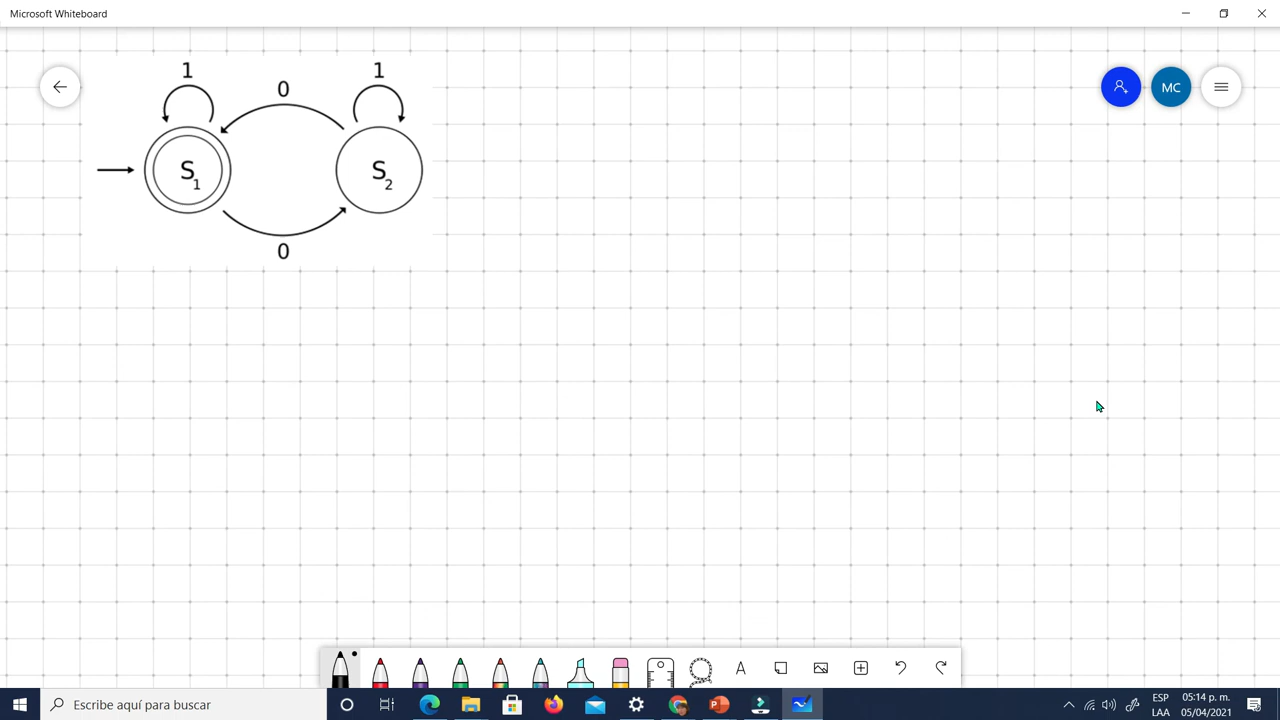 Microsoft Whiteboard
1
1
0
S1
S2
0
MC
A
Escribe aquí para buscar
ESP
LAA
05:14 p. m.
05/04/2021